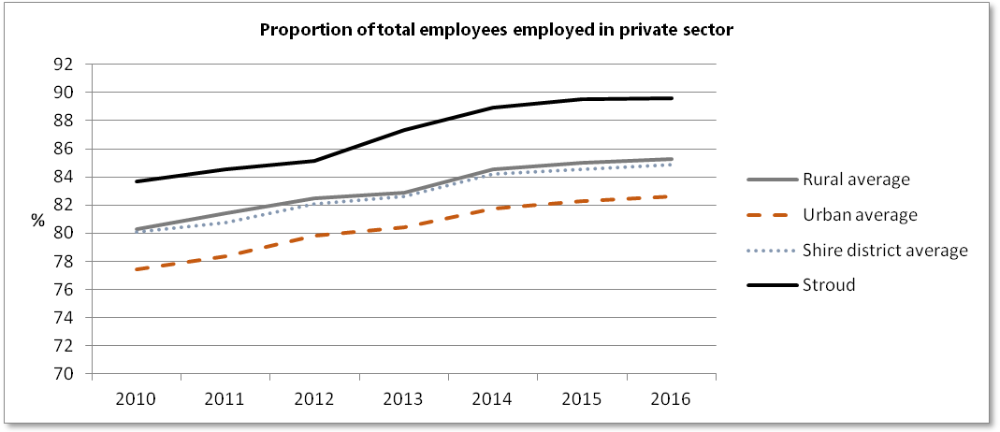 Proportion of total employees employed in private sector
92
90
88
86
84
82
80
78
76
74
72
70
%
2010 2011 2012 2013 2014 2015 2016
Rural average
Urban average
Shire district average
Stroud